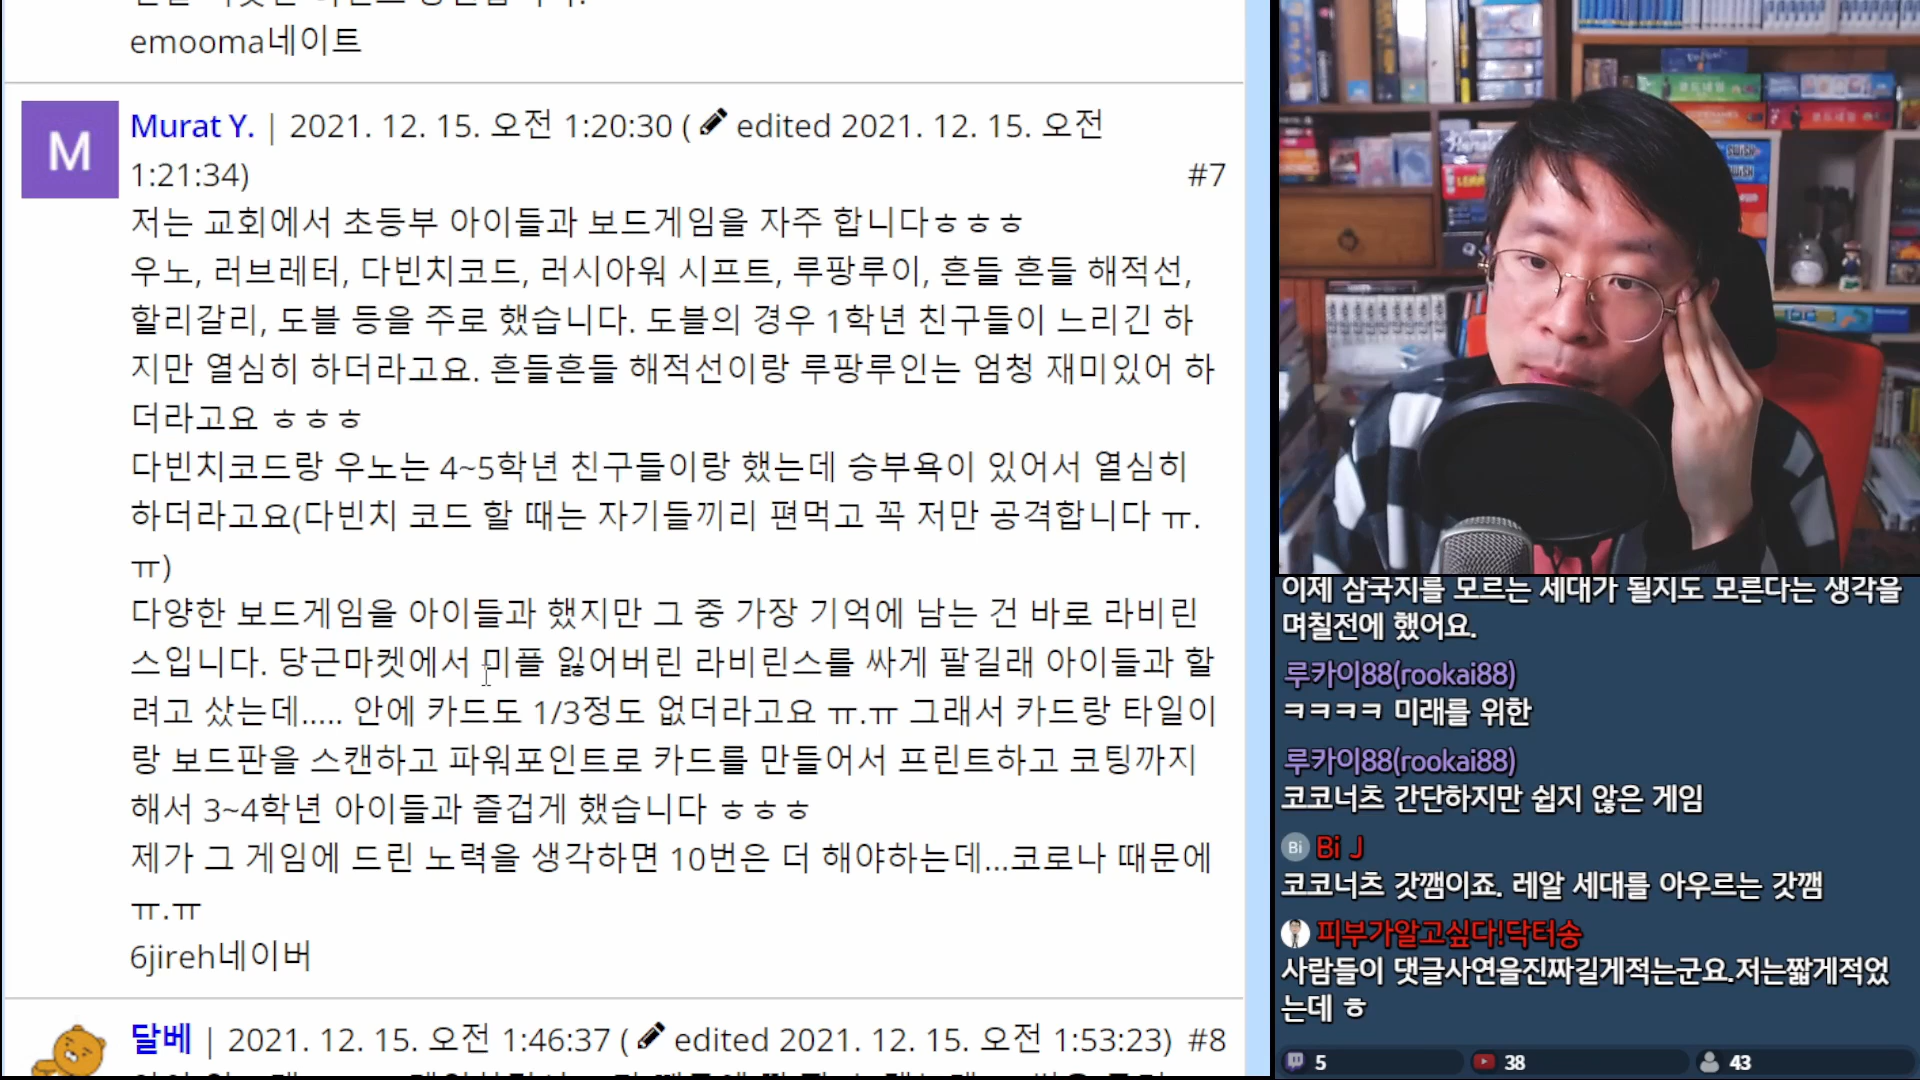 emooma네이트
M
Murat Y. | 2021. 12. 15. 오전 1:20:30 ( edited 2021. 12. 15. 오전
1:21:34) #7
저는 교회에서 초등부 아이들과 보드게임을 자주 합니다ㅎㅎㅎ
우노, 러브레터, 다빈치코드, 러시아워 시프트, 루팡루이, 흔들 흔들 해적선,
할리갈리, 도블 등을 주로 했습니다. 도블의 경우 1학년 친구들이 느리긴 하
지만 열심히 하더라고요. 흔들흔들 해적선이랑 루팡루인는 엄청 재미있어 하
더라고요 ㅎㅎㅎ
다빈치코드랑 우노는 4~5학년 친구들이랑 했는데 승부욕이 있어서 열심히
하더라고요(다빈치 코드 할 때는 자기들끼리 편먹고 꼭 저만 공격합니다 ㅠ.
ㅠ)
다양한 보드게임을 아이들과 했지만 그 중 가장 기억에 남는 건 바로 라비린
스입니다. 당근마켓에서 미플 잃어버린 라비린스를 싸게 팔길래 아이들과 할
려고 샀는데..... 안에 카드도 1/3정도 없더라고요 ㅠ.ㅠ 그래서 카드랑 타일이
랑 보드판을 스캔하고 파워포인트로 카드를 만들어서 프린트하고 코팅까지
해서 3~4학년 아이들과 즐겁게 했습니다 ㅎㅎㅎ
제가 그 게임에 드린 노력을 생각하면 10번은 더 해야하는데...코로나 때문에
ㅠ.ㅠ
6jireh네이버
달베 | 2021. 12. 15. 오전 1:46:37 ( edited 2021. 12. 15. 오전 1:53:23) #8
이제 삼국지를 모르는 세대가 될지도 모른다는 생각을
며칠전에 했어요.
루카이88(rookai88)
ㅋㅋㅋㅋ 미래를 위한
루카이88(rookai88)
코코너츠 간단하지만 쉽지 않은 게임
Bi Bi J
코코너츠 갓깸이죠. 레알 세대를 아우르는 갓깸
피부가알고싶다!닥터송
사람들이 댓글사연을진짜길게적는군요.저는짧게적었
는데 ㅎ
5 38 43